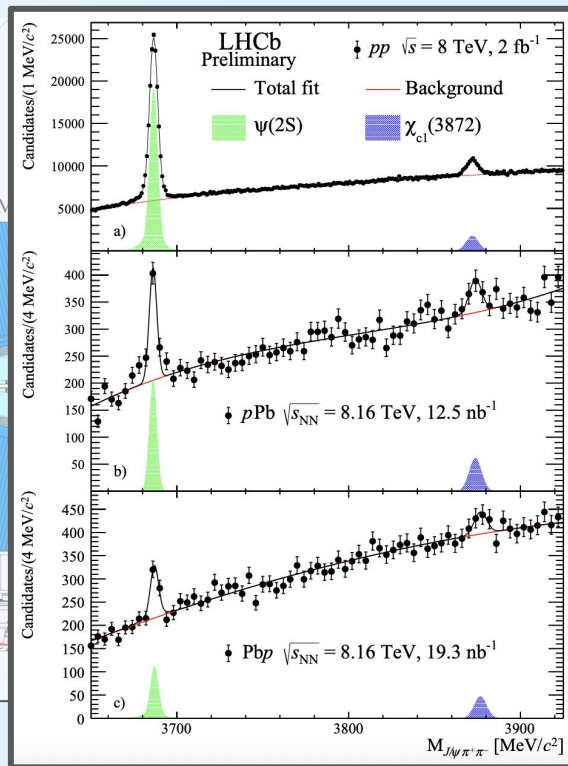 25000
20000
15000
10000
5000
Candidates/(1 MeV/c²)
LHCb
Preliminary
pp √s = 8 TeV, 2 fb⁻¹
Total fit
Background
ψ(2S)
χc1(3872)
a)
400
350
300
250
200
150
100
50
Candidates/(4 MeV/c²)
pPb √sNN = 8.16 TeV, 12.5 nb⁻¹
b)
450
400
350
300
250
200
150
100
50
0
Candidates/(4 MeV/c²)
Pbp √sNN = 8.16 TeV, 19.3 nb⁻¹
c)
3700
3800
3900
M J/ψ π⁺π⁻ [MeV/c²]